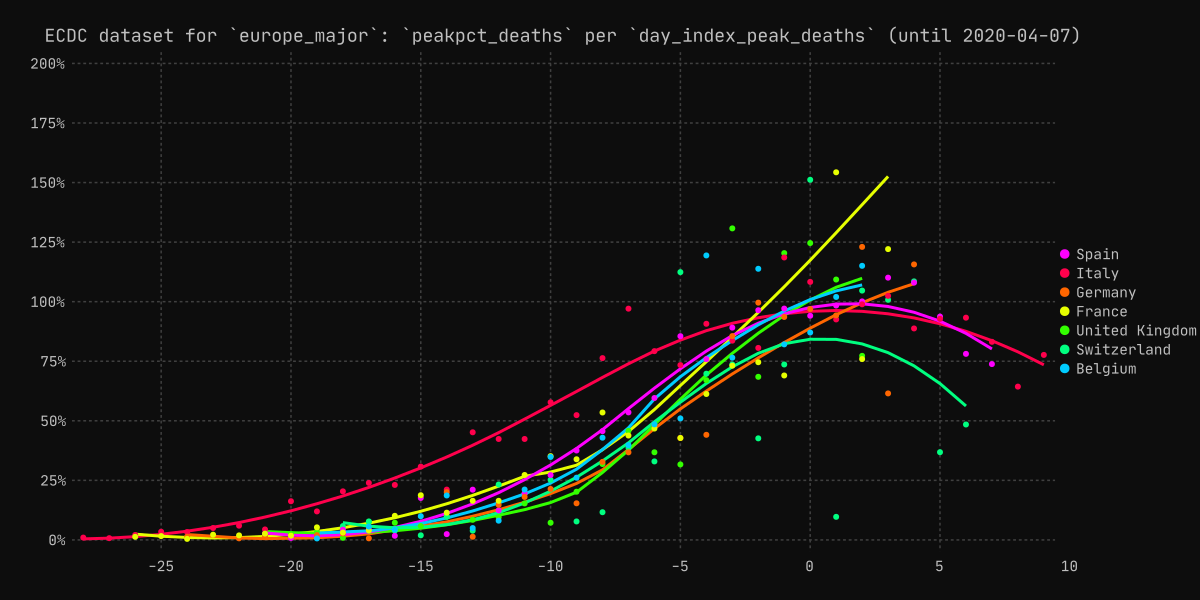 ECDC dataset for `europe_major`: `peakpct_deaths` per `day_index_peak_deaths` (until 2020-04-07)
200%
175%
150%
125%
100%
75%
50%
25%
0%
-25
-20
-15
-10
-5
0
5
10
Spain
Italy
Germany
France
United Kingdom
Switzerland
Belgium